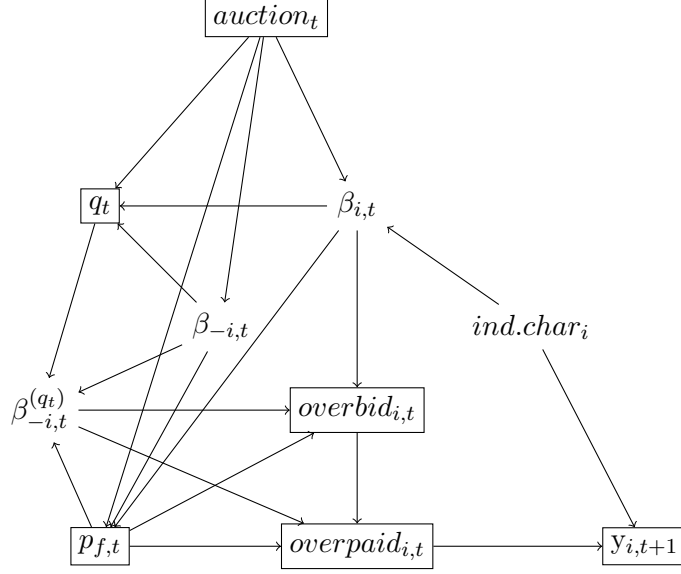 auction_t
q_t
β_{i,t}
β_{-i,t}
ind.char_i
β_{-i,t}^{(q_t)}
overbid_{i,t}
p_{f,t}
overpaid_{i,t}
y_{i,t+1}